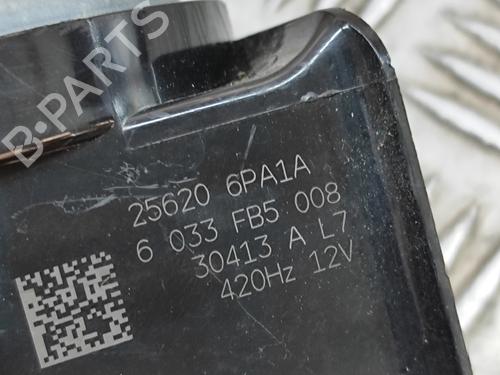 B-PARTS
25620 6PA1A
6 033 FB5 008
30413 A L7
420Hz 12V